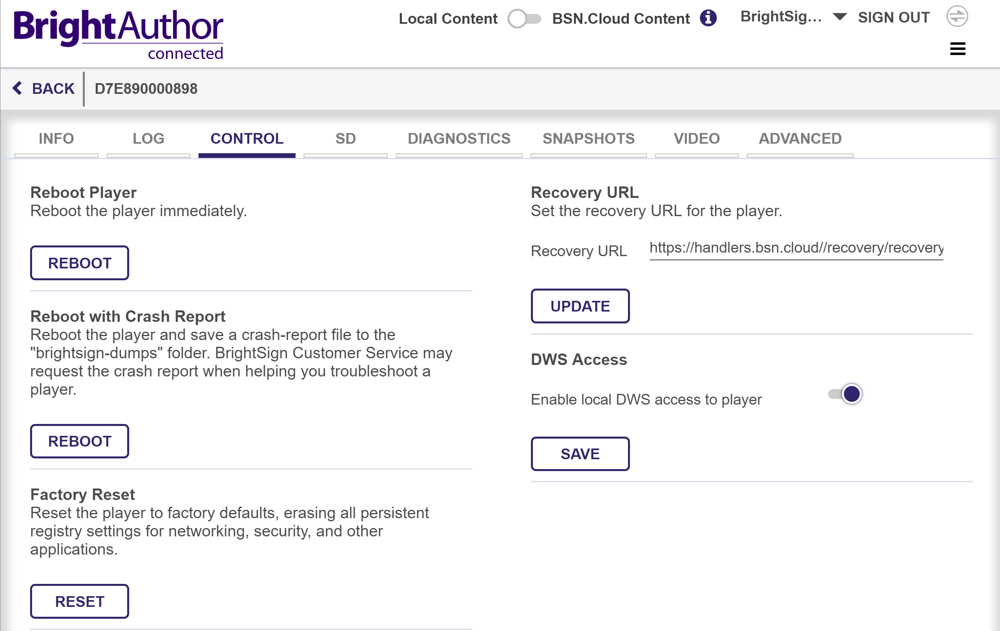 BrightAuthor
connected
Local Content BSN.Cloud Content BrightSig... SIGN OUT
BACK D7E890000898
INFO LOG CONTROL SD DIAGNOSTICS SNAPSHOTS VIDEO ADVANCED
Reboot Player
Reboot the player immediately.
REBOOT
Reboot with Crash Report
Reboot the player and save a crash-report file to the
"brightsign-dumps" folder. BrightSign Customer Service may
request the crash report when helping you troubleshoot a
player.
REBOOT
Factory Reset
Reset the player to factory defaults, erasing all persistent
registry settings for networking, security, and other
applications.
RESET
Recovery URL
Set the recovery URL for the player.
Recovery URL https://handlers.bsn.cloud//recovery/recovery
UPDATE
DWS Access
Enable local DWS access to player
SAVE